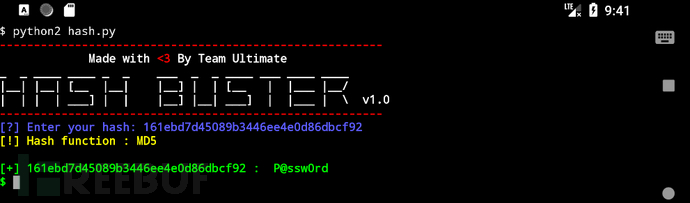 LTE 9:41
$ python2 hash.py
Made with <3 By Team Ultimate
HASH BUSTER v1.0
[?] Enter your hash: 161ebd7d45089b3446ee4e0d86dbcf92
[!] Hash function : MD5
[+] 161ebd7d45089b3446ee4e0d86dbcf92 : P@ssw0rd
$
REEBUF